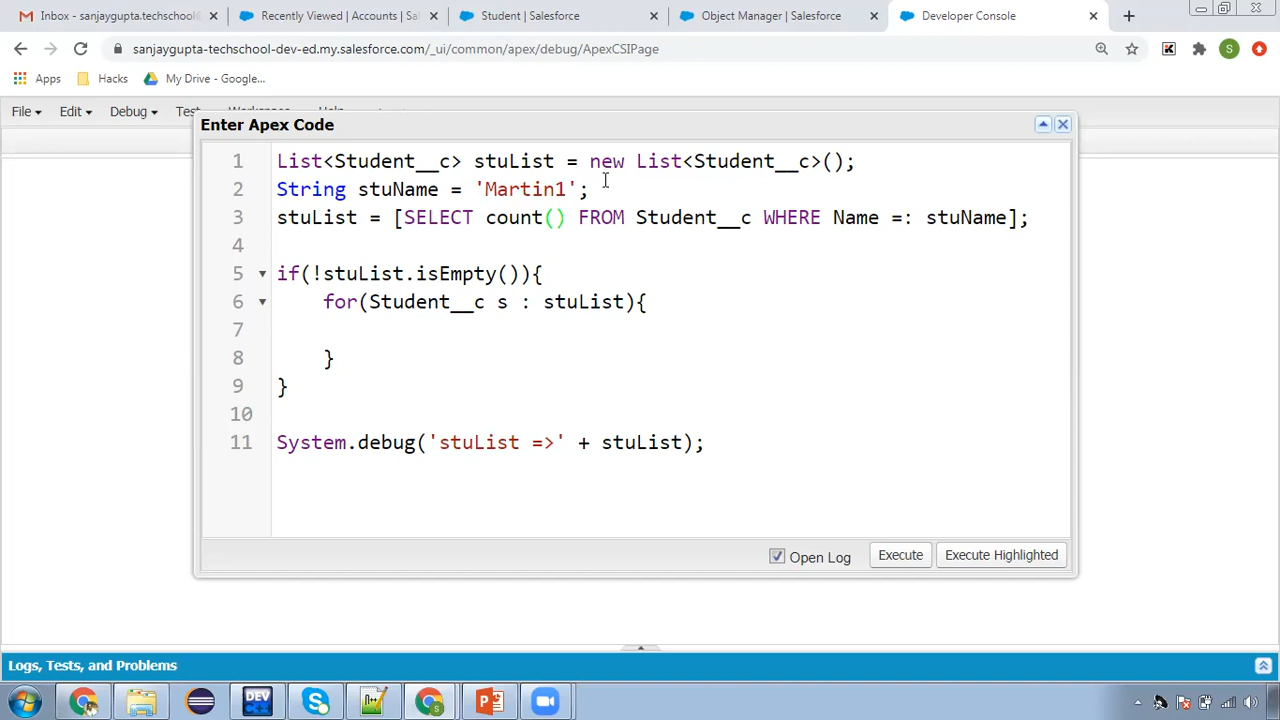 Inbox - sanjaygupta.techschool@ × Recently Viewed | Accounts | Sal × Student | Salesforce × Object Manager | Salesforce × Developer Console ×
sanjaygupta-techschool-dev-ed.my.salesforce.com/_ui/common/apex/debug/ApexCSIPage S
Apps Hacks My Drive - Google...
File Edit Debug Test
Enter Apex Code
1 List<Student__c> stuList = new List<Student__c>();
2 String stuName = 'Martin1';
3 stuList = [SELECT count() FROM Student__c WHERE Name =: stuName];
4
5 if(!stuList.isEmpty()){
6 for(Student__c s : stuList){
7
8 }
9 }
10
11 System.debug('stuList =>' + stuList);
Open Log Execute Execute Highlighted
Logs, Tests, and Problems
DEV C++